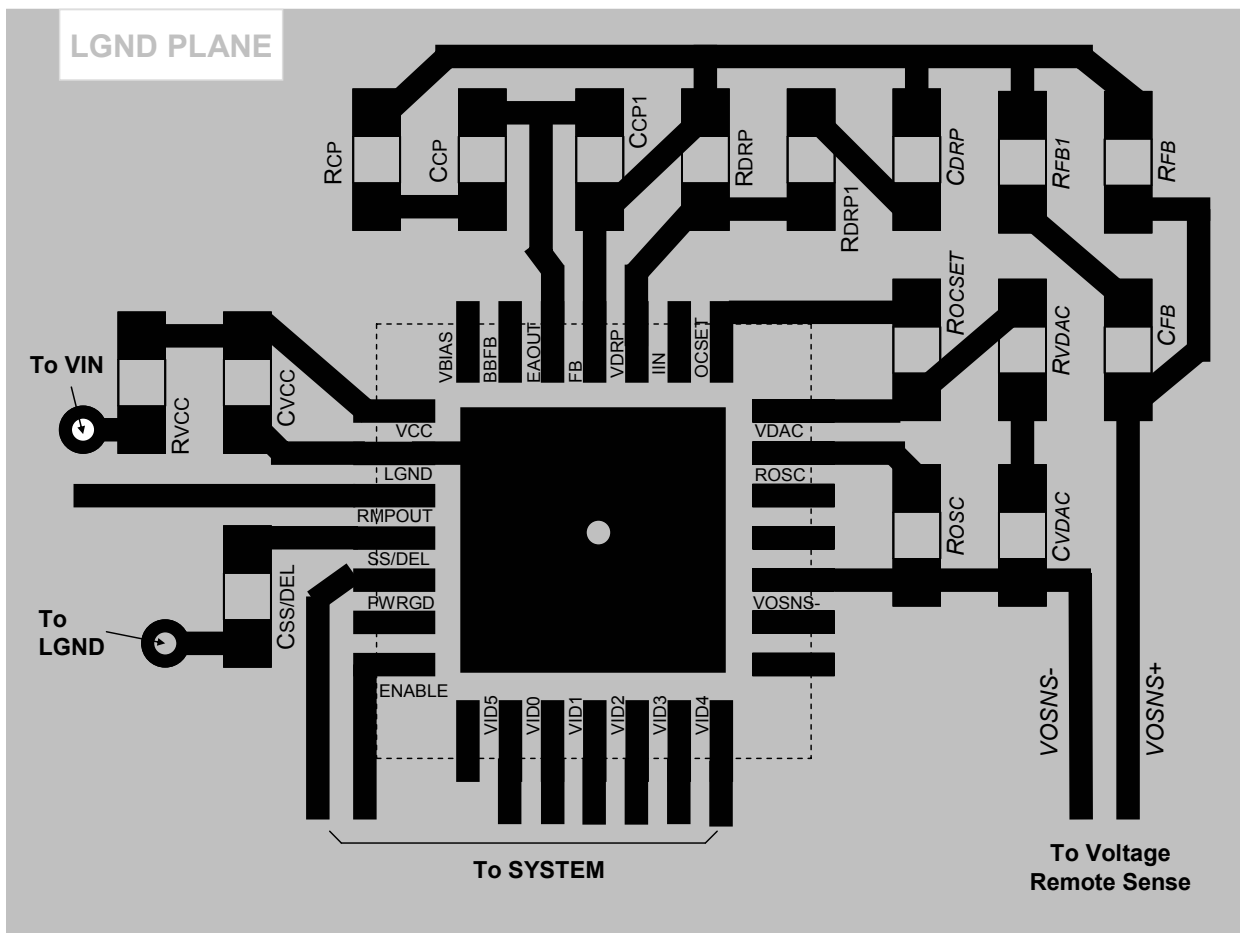 LGND PLANE
RCP
CCP
CCP1
RDRP
RDRP1
CDRP
RFB1
RFB
VBIAS
BBFB
EAOUT
FB
VDRP
IIN
OCSET
ROCSET
RVDAC
CFB
To VIN
RVCC
CVCC
VCC
LGND
RMPOUT
SS/DEL
PWRGD
ENABLE
VDAC
ROSC
VOSNS-
ROSC
CVDAC
CSS/DEL
To
LGND
VID5
VID0
VID1
VID2
VID3
VID4
VOSNS-
VOSNS+
To SYSTEM
To Voltage
Remote Sense